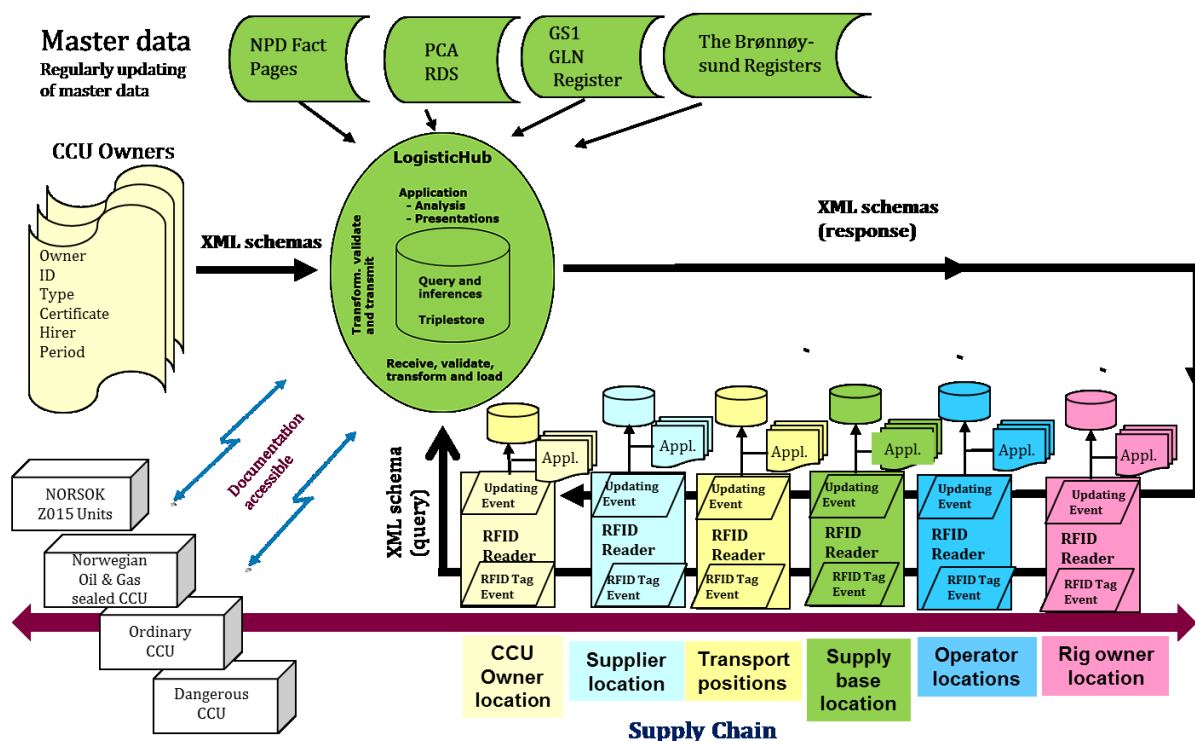 Master data
Regularly updating
of master data
NPD Fact
Pages
PCA
RDS
GS1
GLN
Register
The Brønnøy-
sund Registers
CCU Owners
Owner
ID
Type
Certificate
Hirer
Period
XML schemas
LogisticHub
Application
- Analysis
- Presentations
Transform. validate
and transmit
Query and
inferences
Triplestore
Receive, validate,
transform and load
XML schemas
(response)
Documentation
accessible
XML schema
(query)
NORSOK
Z015 Units
Norwegian
Oil & Gas
sealed CCU
Ordinary
CCU
Dangerous
CCU
Appl.
Updating
Event
RFID
Reader
RFID Tag
Event
Appl.
Updating
Event
RFID
Reader
RFID Tag
Event
Appl.
Updating
Event
RFID
Reader
RFID Tag
Event
Appl.
Updating
Event
RFID
Reader
RFID Tag
Event
Appl.
Updating
Event
RFID
Reader
RFID Tag
Event
Appl.
Updating
Event
RFID
Reader
RFID Tag
Event
CCU
Owner
location
Supplier
location
Transport
positions
Supply
base
location
Operator
locations
Rig owner
location
Supply Chain